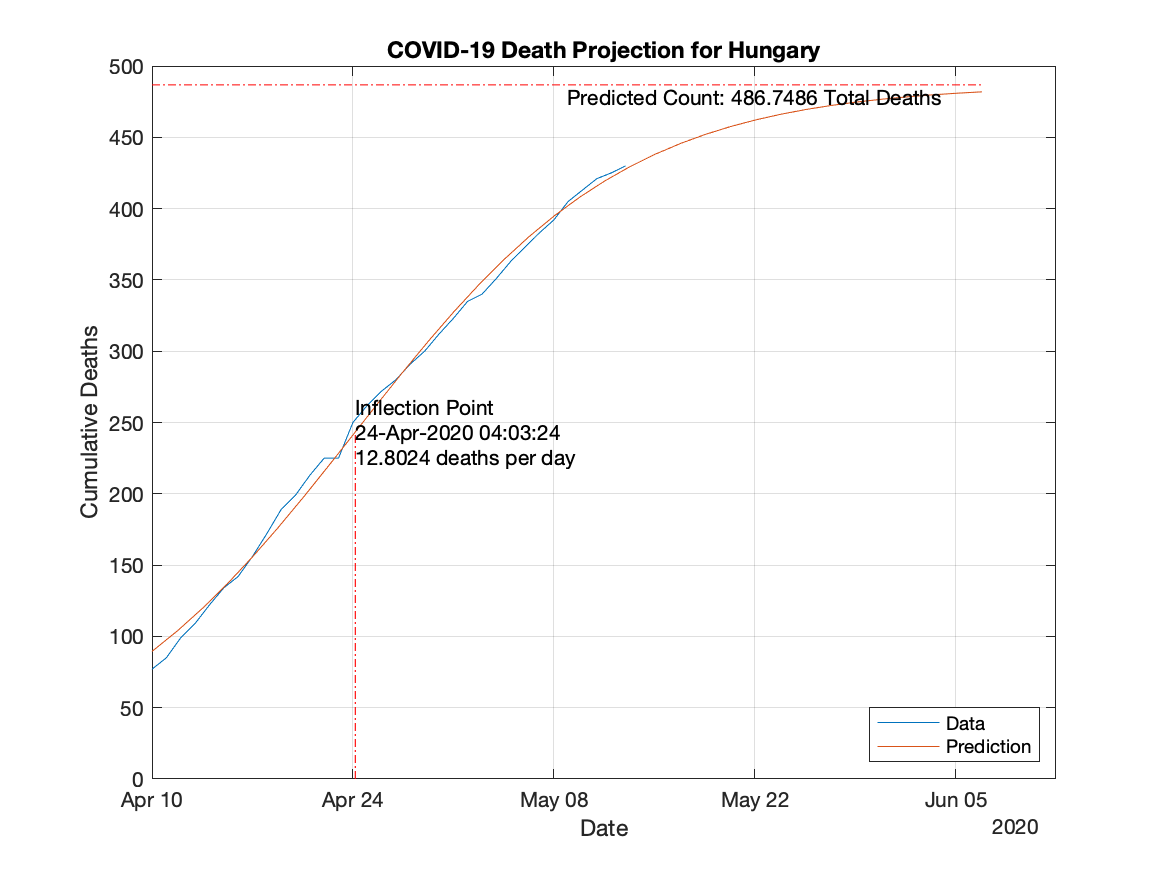 COVID-19 Death Projection for Hungary
500
Predicted Count: 486.7486 Total Deaths
450
400
350
300
Inflection Point
250
24-Apr-2020 04:03:24
12.8024 deaths per day
200
150
100
50
0
Cumulative Deaths
Data
Prediction
Apr 10 Apr 24 May 08 May 22 Jun 05
Date
2020